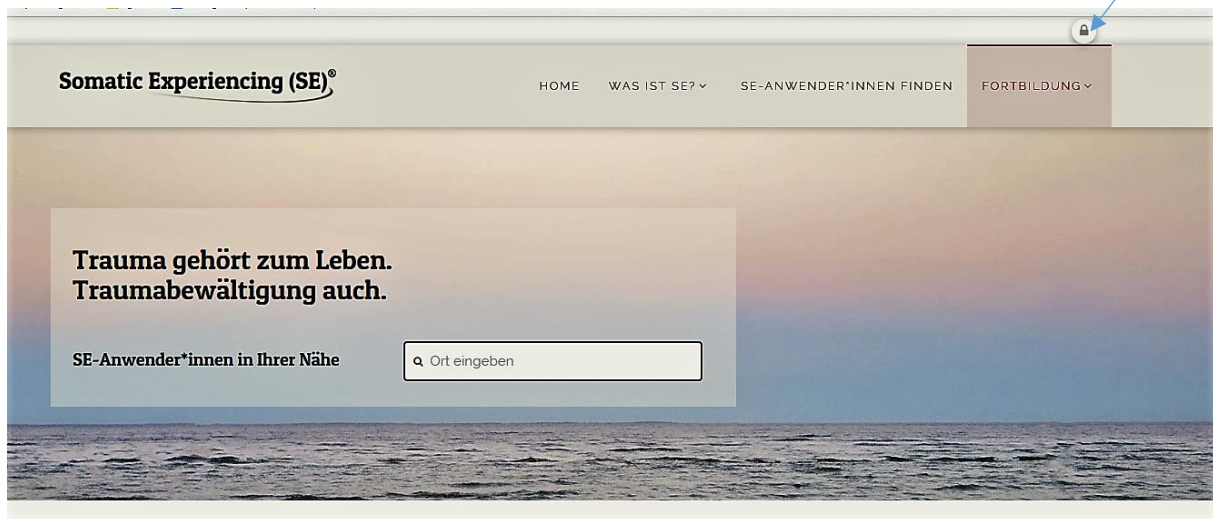 Somatic Experiencing (SE)®
HOME WAS IST SE? SE-ANWENDER*INNEN FINDEN FORTBILDUNG
Trauma gehört zum Leben.
Traumabewältigung auch.
SE-Anwender*innen in Ihrer Nähe
Ort eingeben